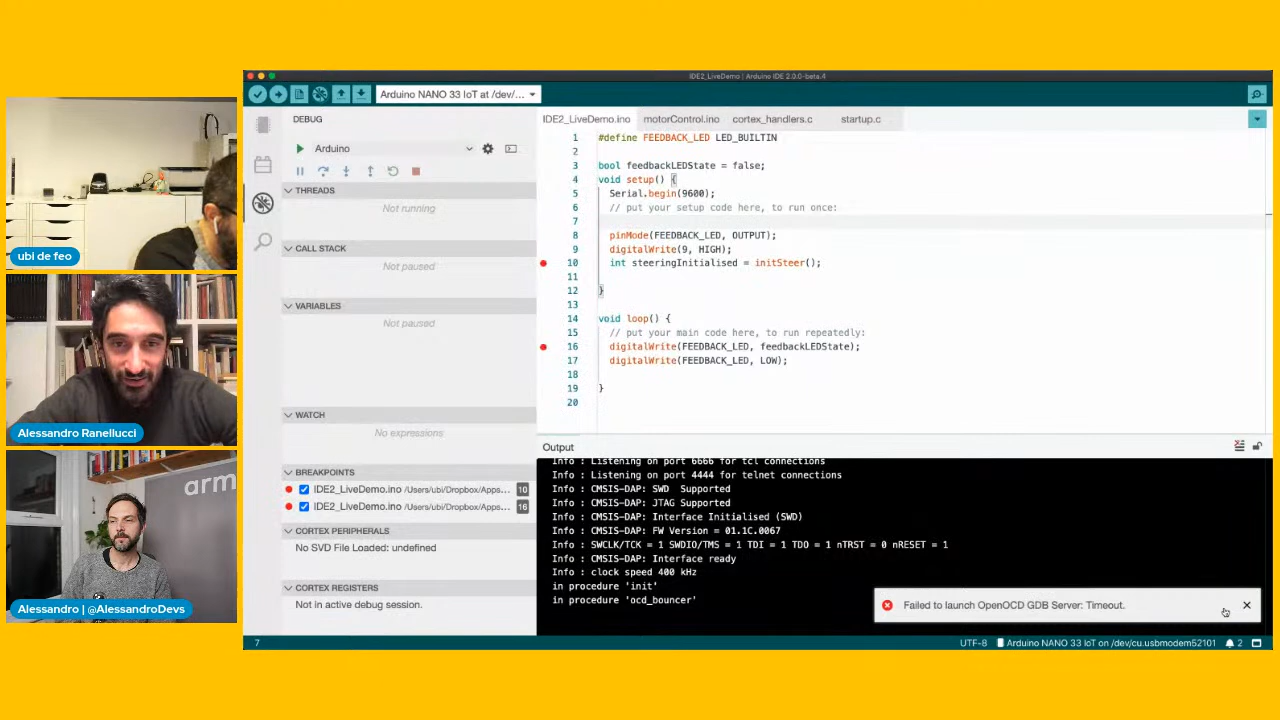 ubi de feo
Alessandro Ranellucci
arm
Alessandro | @AlessandroDevs
IDE2_LiveDemo | Arduino IDE 2.0.0-beta.4
Arduino NANO 33 IoT at /dev/...
DEBUG
Arduino
THREADS
Not running
CALL STACK
Not paused
VARIABLES
Not paused
WATCH
No expressions
BREAKPOINTS
IDE2_LiveDemo.ino /Users/ubi/Dropbox/Apps... 10
IDE2_LiveDemo.ino /Users/ubi/Dropbox/Apps... 16
CORTEX PERIPHERALS
No SVD File Loaded: undefined
CORTEX REGISTERS
Not in active debug session.
IDE2_LiveDemo.ino motorControl.ino cortex_handlers.c startup.c
1 #define FEEDBACK_LED LED_BUILTIN
2
3 bool feedbackLEDState = false;
4 void setup() {
5 Serial.begin(9600);
6 // put your setup code here, to run once:
7
8 pinMode(FEEDBACK_LED, OUTPUT);
9 digitalWrite(9, HIGH);
10 int steeringInitialised = initSteer();
11
12 }
13
14 void loop() {
15 // put your main code here, to run repeatedly:
16 digitalWrite(FEEDBACK_LED, feedbackLEDState);
17 digitalWrite(FEEDBACK_LED, LOW);
18
19 }
20
Output
Info : Listening on port 6666 for tcl connections
Info : Listening on port 4444 for telnet connections
Info : CMSIS-DAP: SWD Supported
Info : CMSIS-DAP: JTAG Supported
Info : CMSIS-DAP: Interface Initialised (SWD)
Info : CMSIS-DAP: FW Version = 01.1C.0067
Info : SWCLK/TCK = 1 SWDIO/TMS = 1 TDI = 1 TDO = 1 nTRST = 0 nRESET = 1
Info : CMSIS-DAP: Interface ready
Info : clock speed 400 kHz
in procedure 'init'
in procedure 'ocd_bouncer'
Failed to launch OpenOCD GDB Server: Timeout.
7 UTF-8 Arduino NANO 33 IoT on /dev/cu.usbmodem52101 2